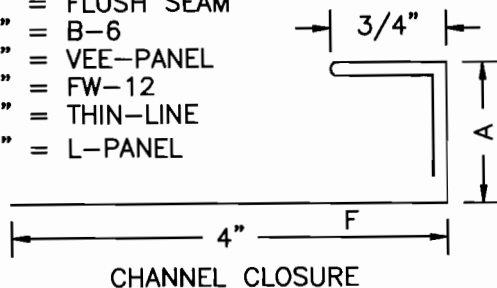 = FLUSH SEAM
" = B-6
" = VEE-PANEL
" = FW-12
" = THIN-LINE
" = L-PANEL
3/4"
A
F
4"
CHANNEL CLOSURE